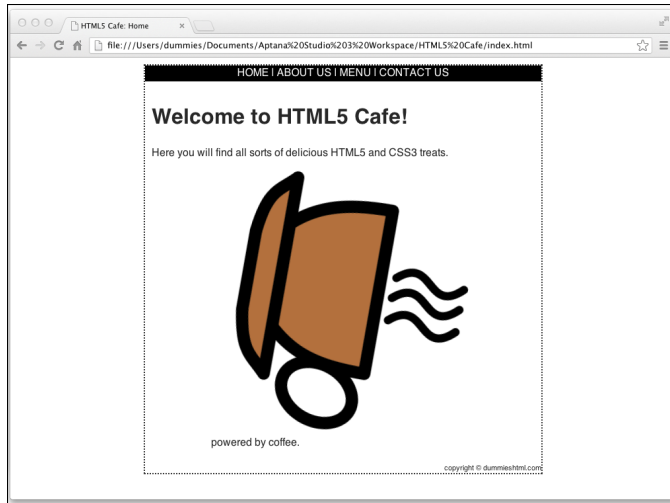 HTML5 Cafe: Home
file:///Users/dummies/Documents/Aptana%20Studio%203%20Workspace/HTML5%20Cafe/index.html
HOME | ABOUT US | MENU | CONTACT US
Welcome to HTML5 Cafe!
Here you will find all sorts of delicious HTML5 and CSS3 treats.
powered by coffee.
copyright © dummieshtml.com